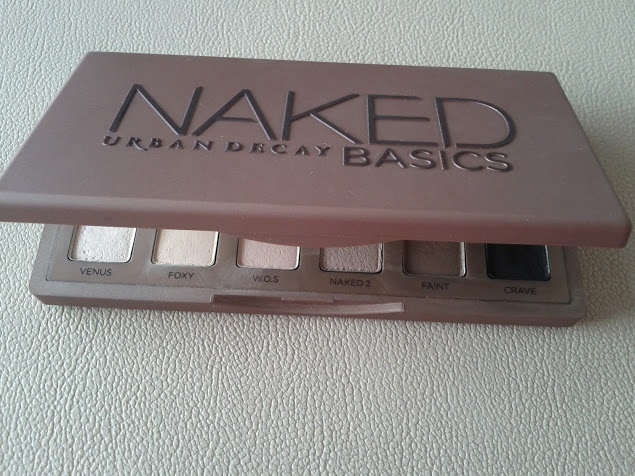 NAKED
URBAN DECAY BASICS
VENUS FOXY W.O.S NAKED 2 FAINT CRAVE